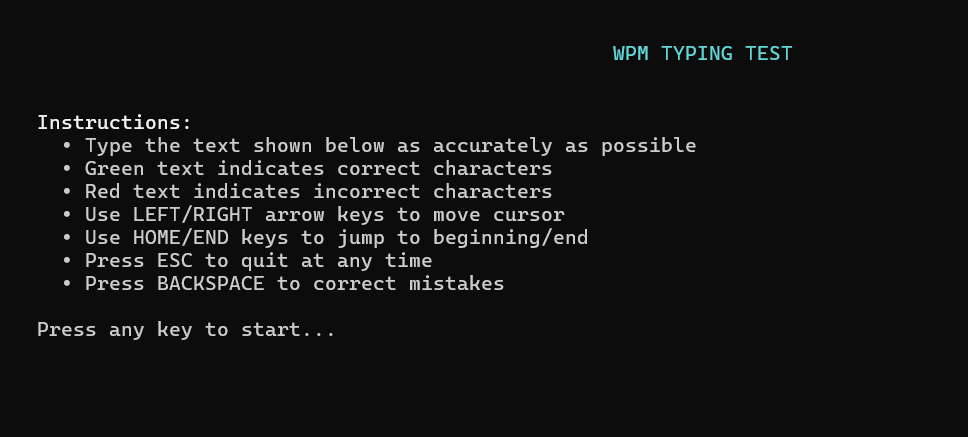 WPM TYPING TEST
Instructions:
• Type the text shown below as accurately as possible
• Green text indicates correct characters
• Red text indicates incorrect characters
• Use LEFT/RIGHT arrow keys to move cursor
• Use HOME/END keys to jump to beginning/end
• Press ESC to quit at any time
• Press BACKSPACE to correct mistakes
Press any key to start...